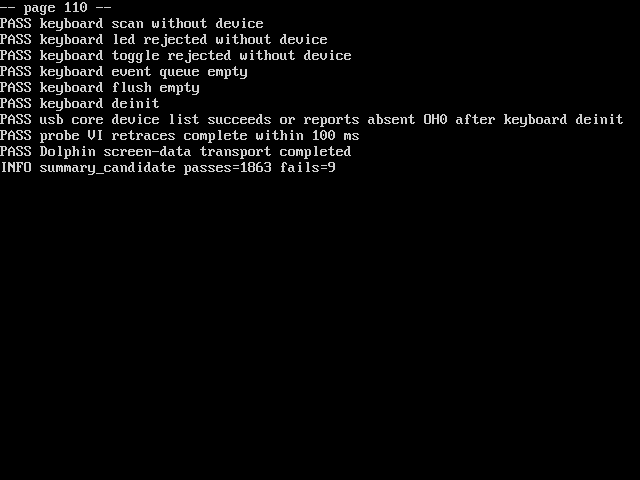 -- page 110 --
PASS keyboard scan without device
PASS keyboard led rejected without device
PASS keyboard toggle rejected without device
PASS keyboard event queue empty
PASS keyboard flush empty
PASS keyboard deinit
PASS usb core device list succeeds or reports absent OH0 after keyboard deinit
PASS probe VI retraces complete within 100 ms
PASS Dolphin screen-data transport completed
INFO summary_candidate passes=1863 fails=9